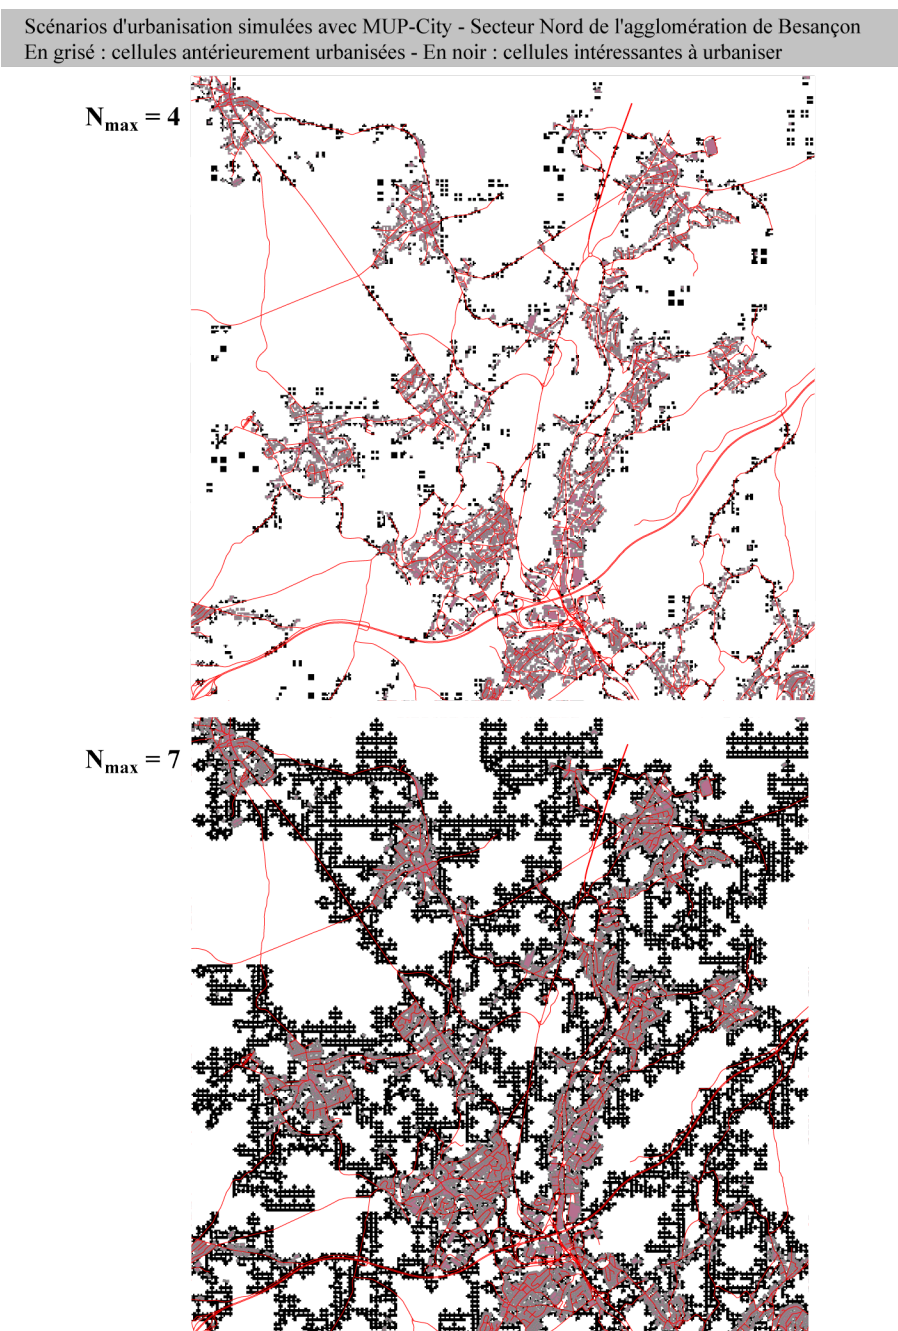 Scénarios d'urbanisation simulées avec MUP-City - Secteur Nord de l'agglomération de Besançon
En grisé : cellules antérieurement urbanisées - En noir : cellules intéressantes à urbaniser
Nmax = 4
Nmax = 7